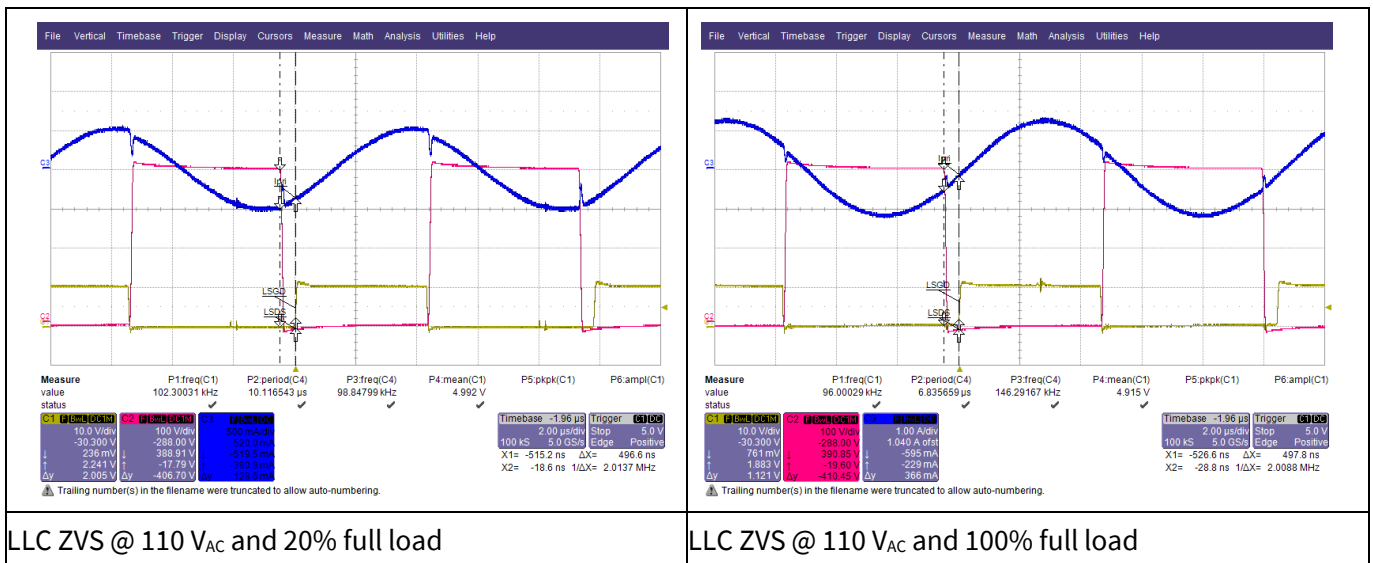 File Vertical Timebase Trigger Display Cursors Measure Math Analysis Utilities Help
C3
Ipri
LSGD
LSDS
C2
Measure P1:freq(C1) P2:period(C4) P3:freq(C4) P4:mean(C1) P5:pkpk(C1) P6:ampl(C1)
value 102.30031 kHz 10.116543 µs 98.84799 kHz 4.992 V
status ✓ ✓ ✓ ✓
C1 F BwL DC1M
10.0 V/div
-30.300 V
↓ 236 mV
↑ 2.241 V
Δy 2.005 V
C2 F BwL DC1M
100 V/div
-288.00 V
388.91 V
-17.79 V
-406.70 V
500 mA/div
Timebase -1.96 µs Trigger C1 DC
2.00 µs/div Stop 5.0 V
100 kS 5.0 GS/s Edge Positive
X1= -515.2 ns ΔX= 496.6 ns
X2= -18.6 ns 1/ΔX= 2.0137 MHz
Trailing number(s) in the filename were truncated to allow auto-numbering.
LLC ZVS @ 110 VAC and 20% full load
File Vertical Timebase Trigger Display Cursors Measure Math Analysis Utilities Help
C3
Ipri
LSGD
LSDS
C2
Measure P1:freq(C1) P2:period(C4) P3:freq(C4) P4:mean(C1) P5:pkpk(C1) P6:ampl(C1)
value 96.00029 kHz 6.835659 µs 146.29167 kHz 4.915 V
status ✓ ✓ ✓ ✓
C1 F BwL DC1M
10.0 V/div
-30.300 V
↓ 761 mV
↑ 1.883 V
Δy 1.121 V
C2 F BwL DC1M
100 V/div
-288.00 V
390.85 V
-19.60 V
-410.45 V
1.00 A/div
1.040 A ofst
-595 mA
-229 mA
366 mA
Timebase -1.96 µs Trigger C1 DC
2.00 µs/div Stop 5.0 V
100 kS 5.0 GS/s Edge Positive
X1= -526.6 ns ΔX= 497.8 ns
X2= -28.8 ns 1/ΔX= 2.0088 MHz
Trailing number(s) in the filename were truncated to allow auto-numbering.
LLC ZVS @ 110 VAC and 100% full load